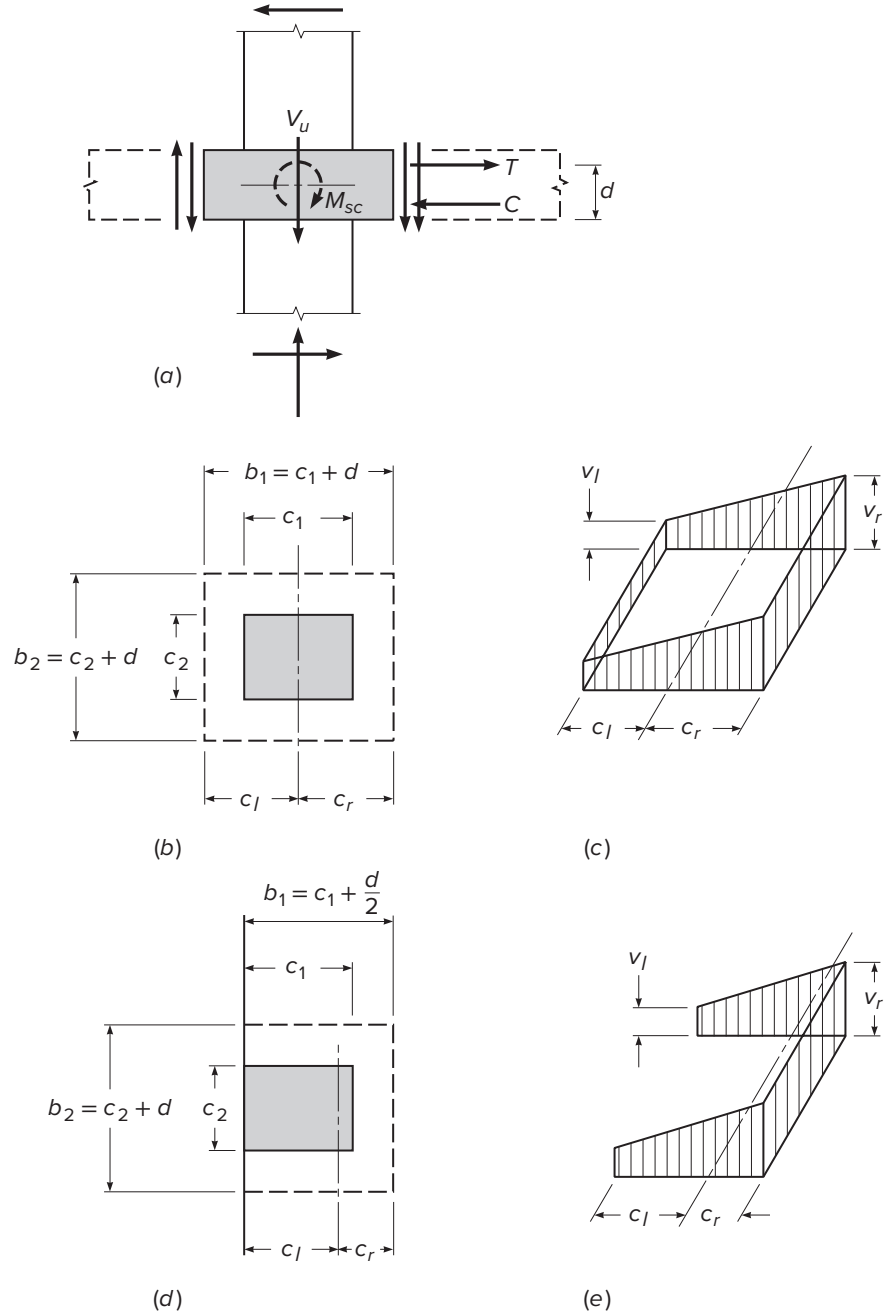 V_u
T
d
M_sc
C
(a)
b_1 = c_1 + d
c_1
b_2 = c_2 + d
c_2
c_l
c_r
(b)
v_l
v_r
c_l
c_r
(c)
b_1 = c_1 + d/2
c_1
b_2 = c_2 + d
c_2
c_l
c_r
(d)
v_l
v_r
c_l
c_r
(e)